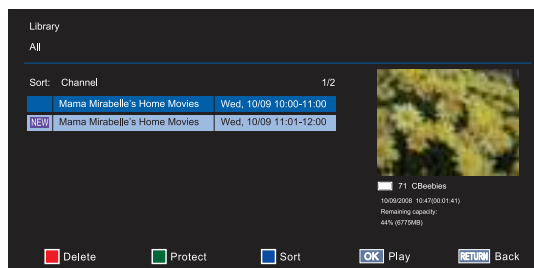 Library
All
Sort: Channel 1/2
Mama Mirabelle's Home Movies Wed, 10/09 10:00-11:00
NEW Mama Mirabelle's Home Movies Wed, 10/09 11:01-12:00
71 CBeebies
10/09/2008 10:47(00:01:41)
Remaining capacity:
44% (6775MB)
Delete Protect Sort OK Play RETURN Back